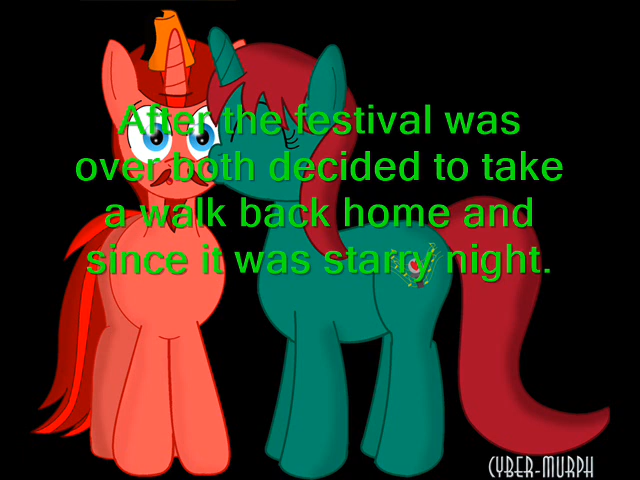 After the festival was
over both decided to take
a walk back home and
since it was starry night.
CYBER-MURPH